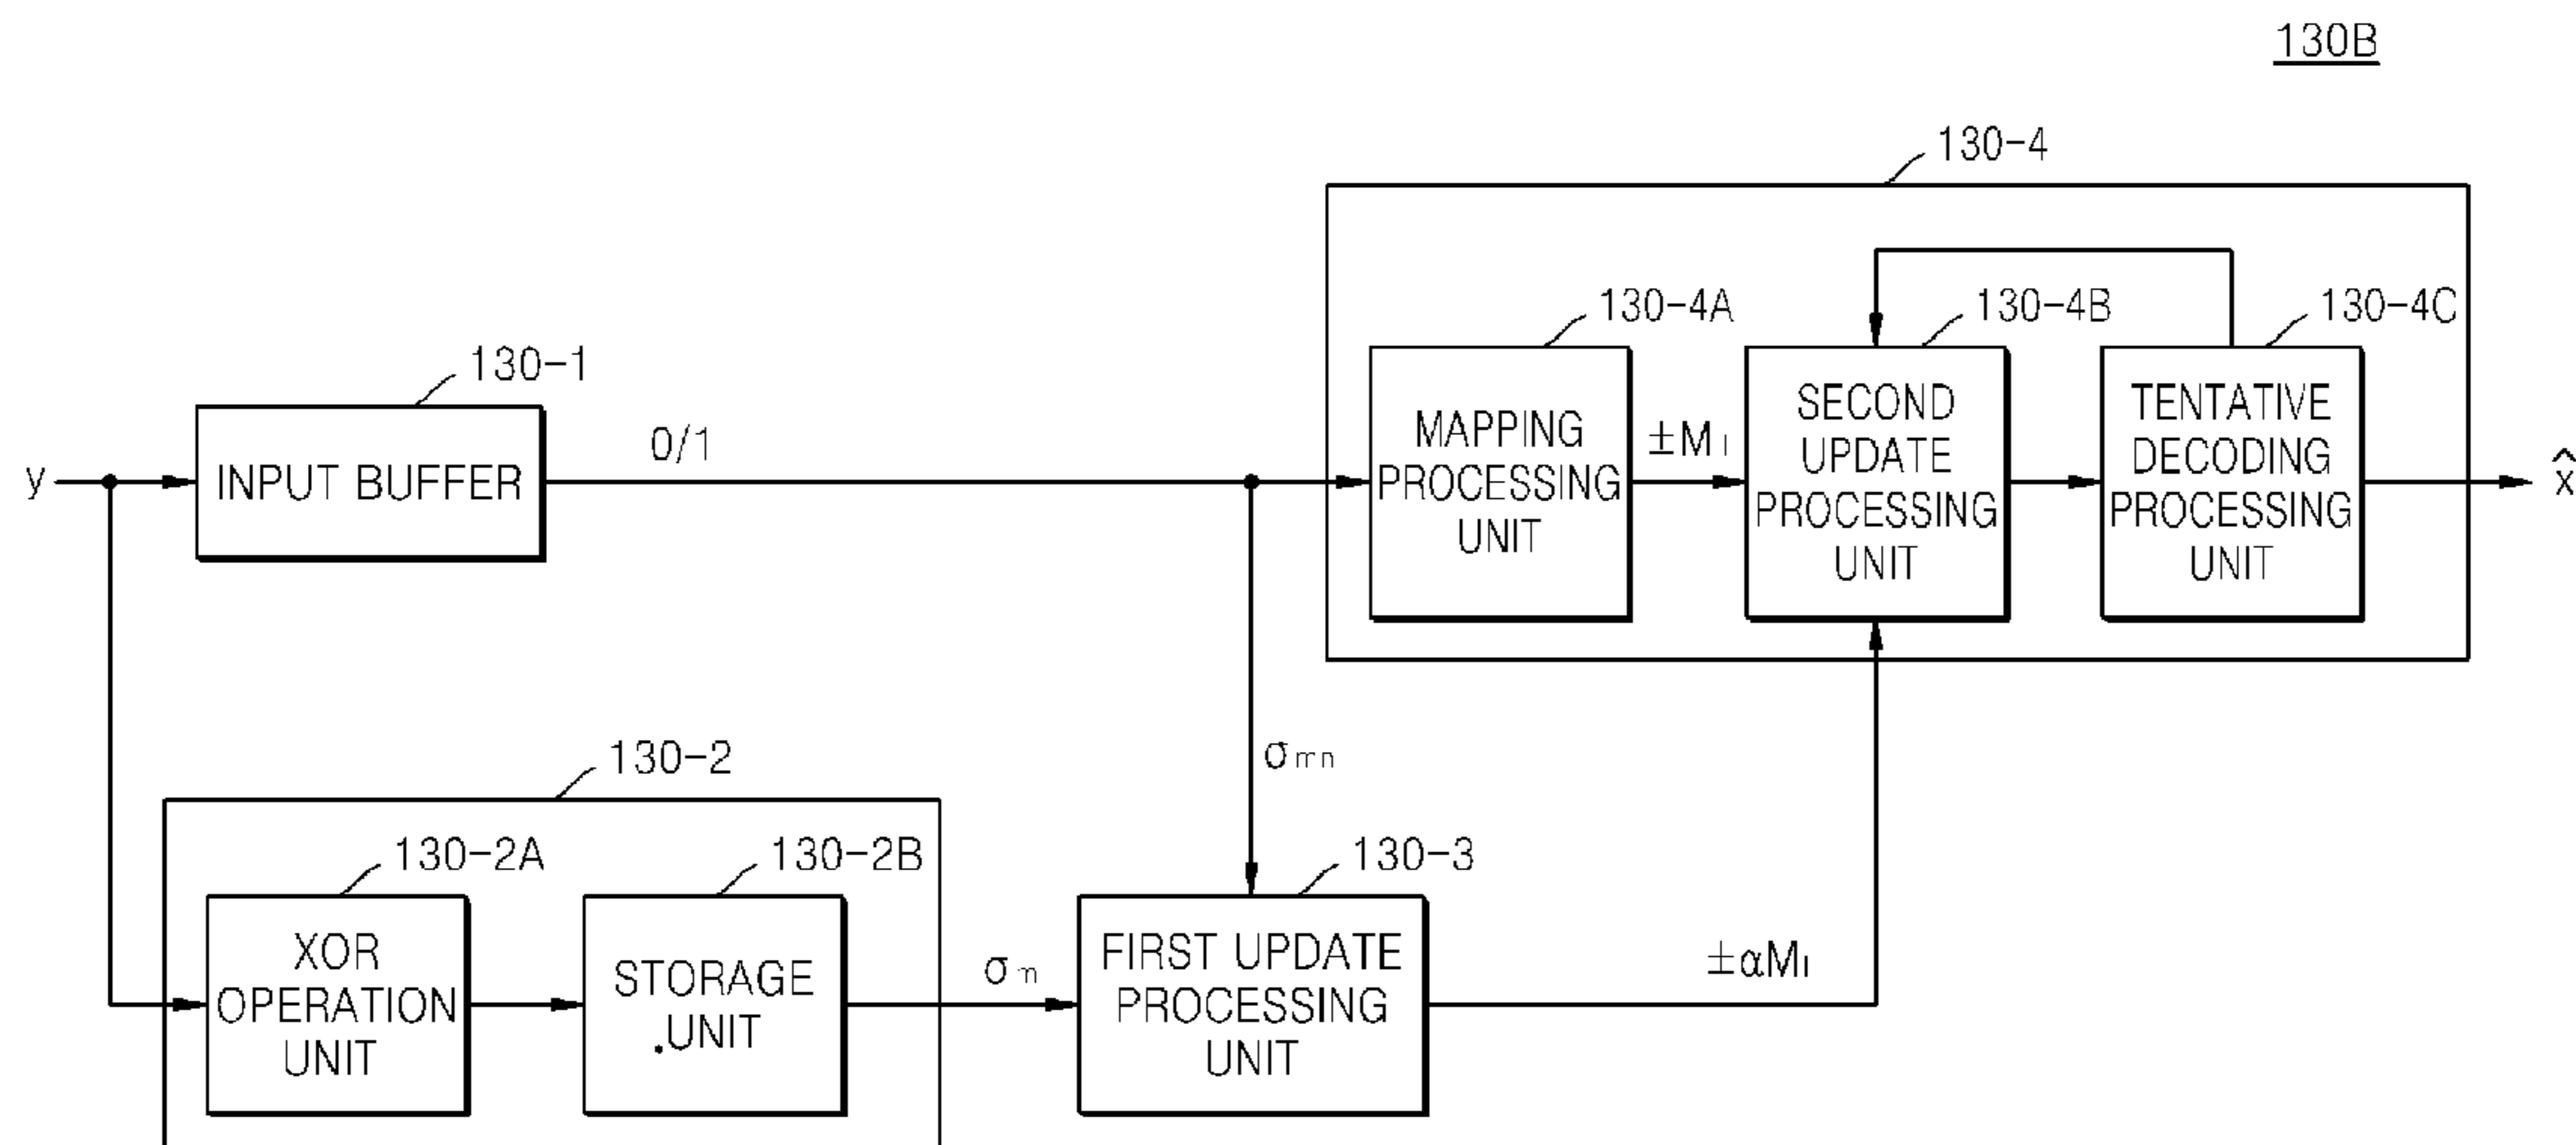 130B
130-4
130-4A
130-4B
130-4C
130-1
y
INPUT BUFFER
0/1
MAPPING
PROCESSING
UNIT
±Mı
SECOND
UPDATE
PROCESSING
UNIT
TENTATIVE
DECODING
PROCESSING
UNIT
x̂
σmn
130-2
130-2A
130-2B
130-3
XOR
OPERATION
UNIT
STORAGE
.UNIT
σm
FIRST UPDATE
PROCESSING
UNIT
±αMı